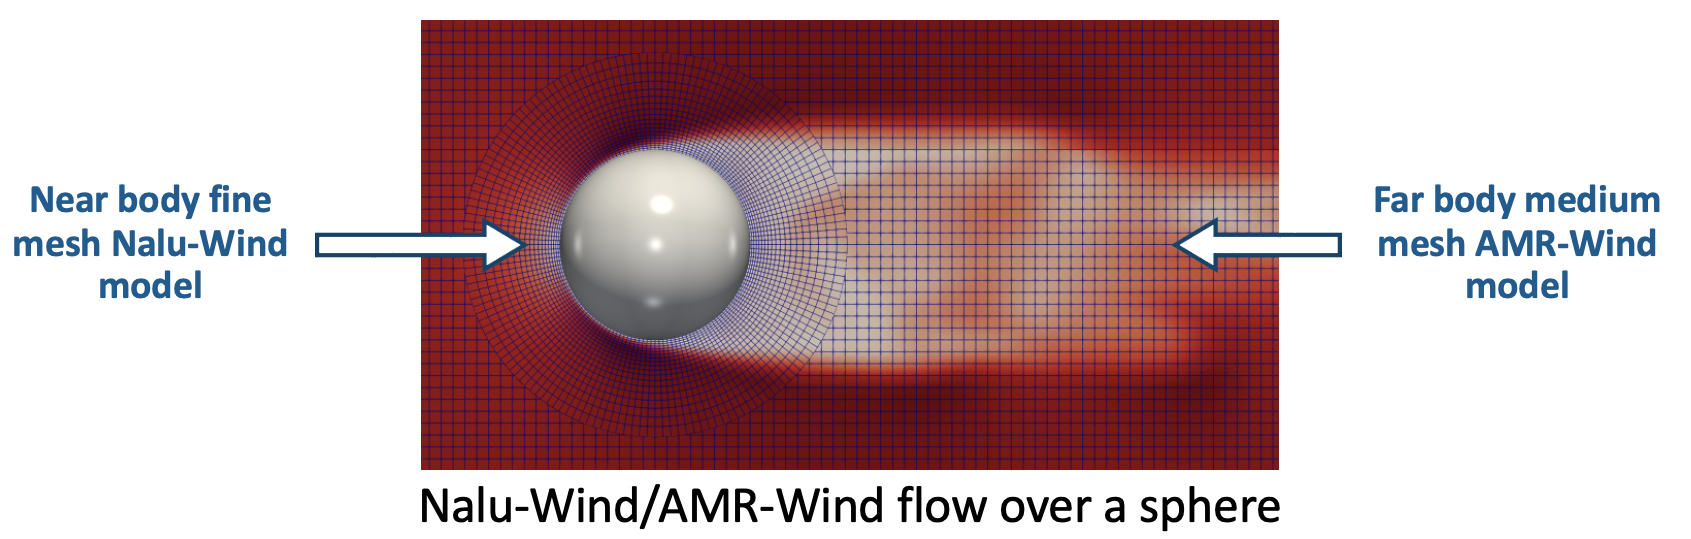 Near body fine
mesh Nalu-Wind
model
Far body medium
mesh AMR-Wind
model
Nalu-Wind/AMR-Wind flow over a sphere